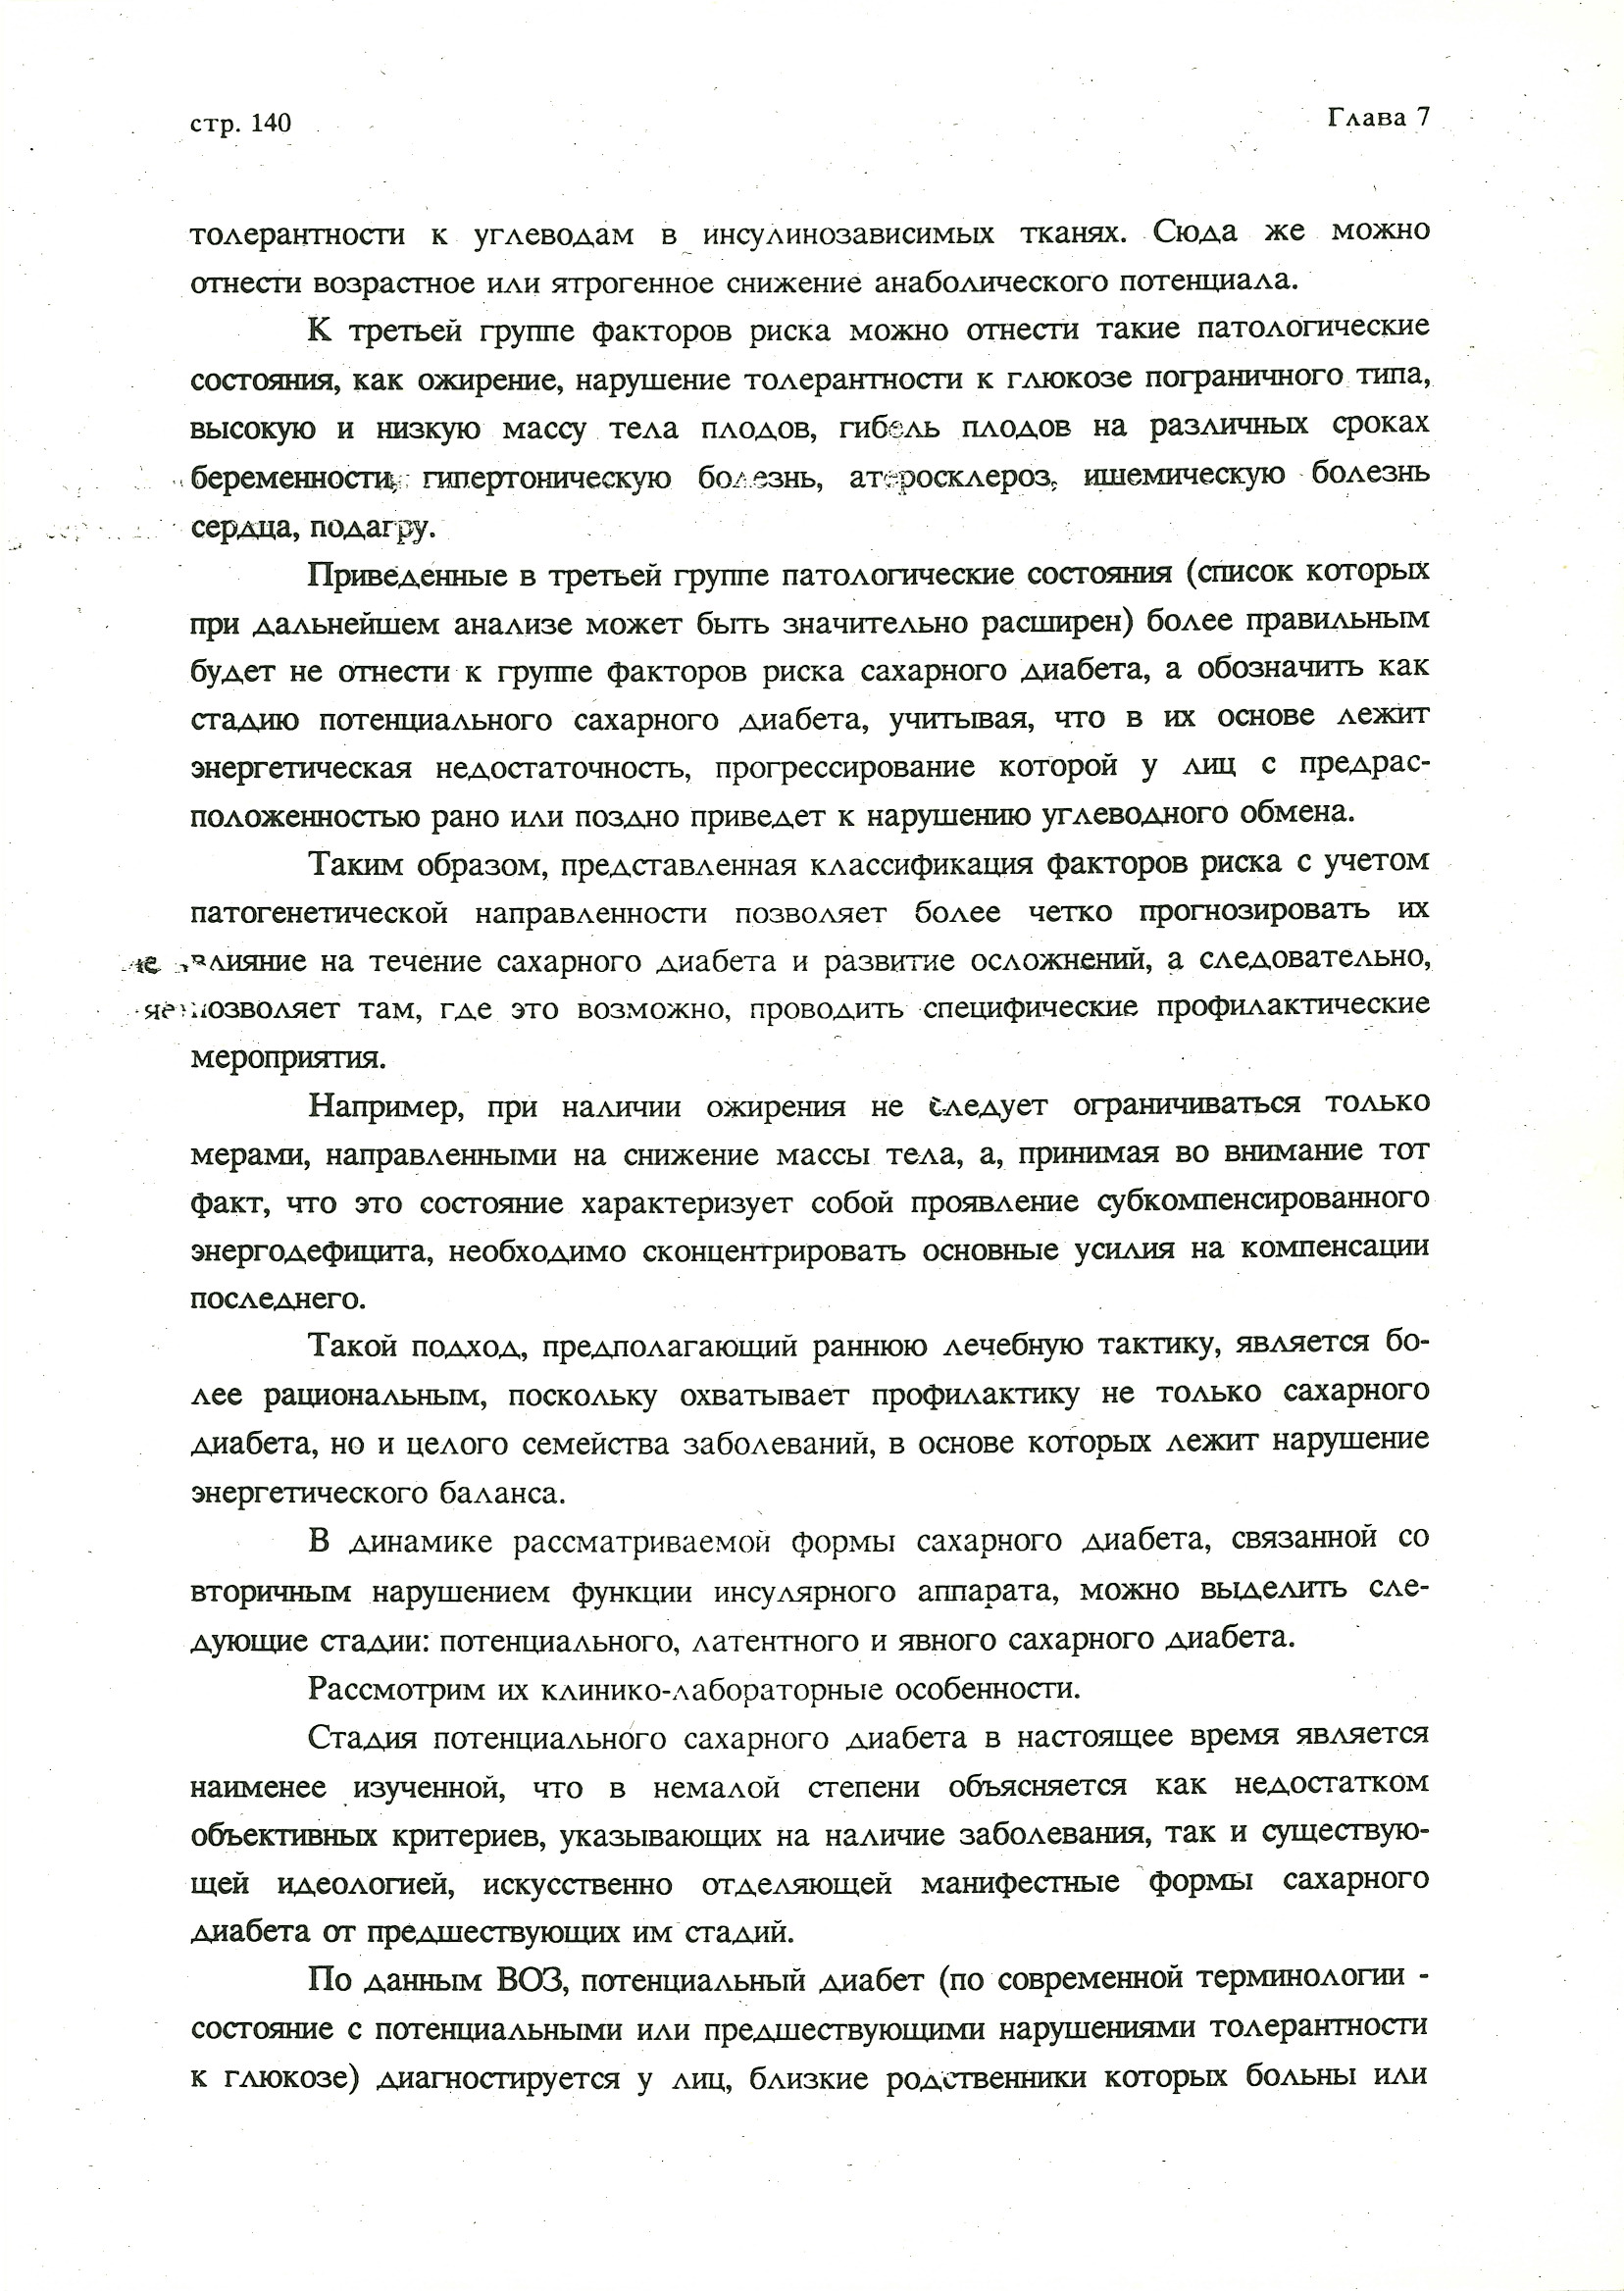 стр. 140
Глава 7
толерантности к углеводам в инсулинозависимых тканях. Сюда же можно
отнести возрастное или ятрогенное снижение анаболического потенциала.
К третьей группе факторов риска можно отнести такие патологические
состояния, как ожирение, нарушение толерантности к глюкозе пограничного типа,
высокую и низкую массу тела плодов, гибель плодов на различных сроках
беременности, гипертоническую болезнь, атеросклероз, ишемическую болезнь
сердца, подагру.
Приведенные в третьей группе патологические состояния (список которых
при дальнейшем анализе может быть значительно расширен) более правильным
будет не отнести к группе факторов риска сахарного диабета, а обозначить как
стадию потенциального сахарного диабета, учитывая, что в их основе лежит
энергетическая недостаточность, прогрессирование которой у лиц с предрас-
положенностью рано или поздно приведет к нарушению углеводного обмена.
Таким образом, представленная классификация факторов риска с учетом
патогенетической направленности позволяет более четко прогнозировать их
влияние на течение сахарного диабета и развитие осложнений, а следовательно,
позволяет там, где это возможно, проводить специфические профилактические
мероприятия.
Например, при наличии ожирения не следует ограничиваться только
мерами, направленными на снижение массы тела, а, принимая во внимание тот
факт, что это состояние характеризует собой проявление субкомпенсированного
энергодефицита, необходимо сконцентрировать основные усилия на компенсации
последнего.
Такой подход, предполагающий раннюю лечебную тактику, является бо-
лее рациональным, поскольку охватывает профилактику не только сахарного
диабета, но и целого семейства заболеваний, в основе которых лежит нарушение
энергетического баланса.
В динамике рассматриваемой формы сахарного диабета, связанной со
вторичным нарушением функции инсулярного аппарата, можно выделить сле-
дующие стадии: потенциального, латентного и явного сахарного диабета.
Рассмотрим их клинико-лабораторные особенности.
Стадия потенциального сахарного диабета в настоящее время является
наименее изученной, что в немалой степени объясняется как недостатком
объективных критериев, указывающих на наличие заболевания, так и существую-
щей идеологией, искусственно отделяющей манифестные формы сахарного
диабета от предшествующих им стадий.
По данным ВОЗ, потенциальный диабет (по современной терминологии -
состояние с потенциальными или предшествующими нарушениями толерантности
к глюкозе) диагностируется у лиц, близкие родственники которых больны или